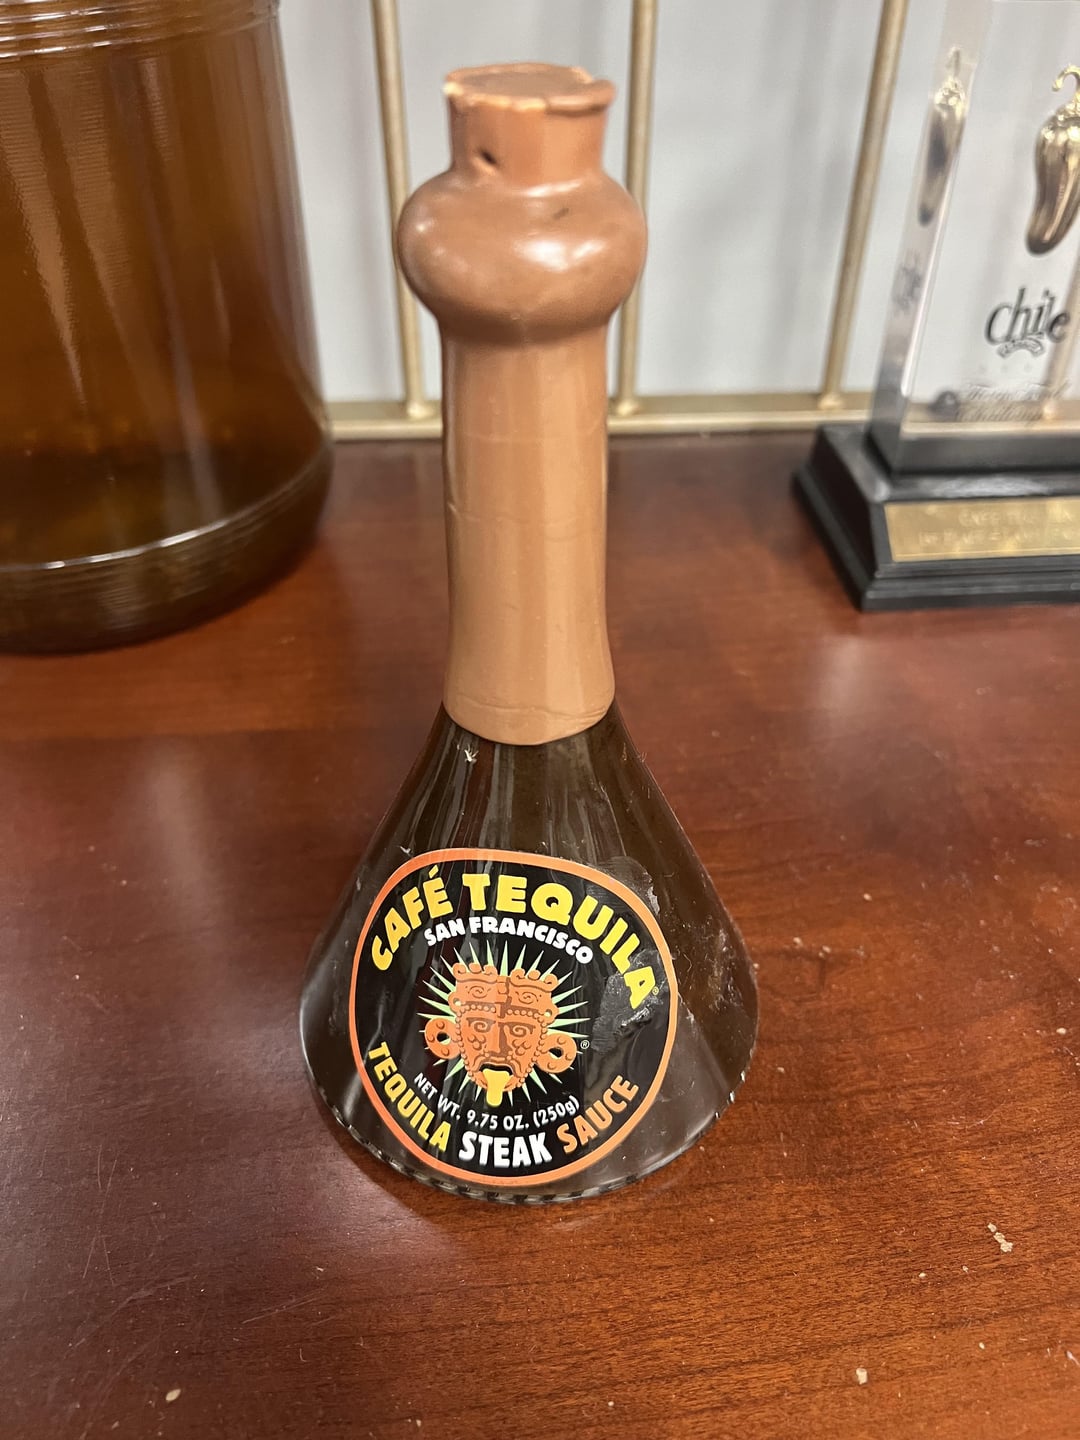 CAFÉ TEQUILA®
SAN FRANCISCO
®
NET WT. 9.75 OZ. (250g)
TEQUILA STEAK SAUCE
chile